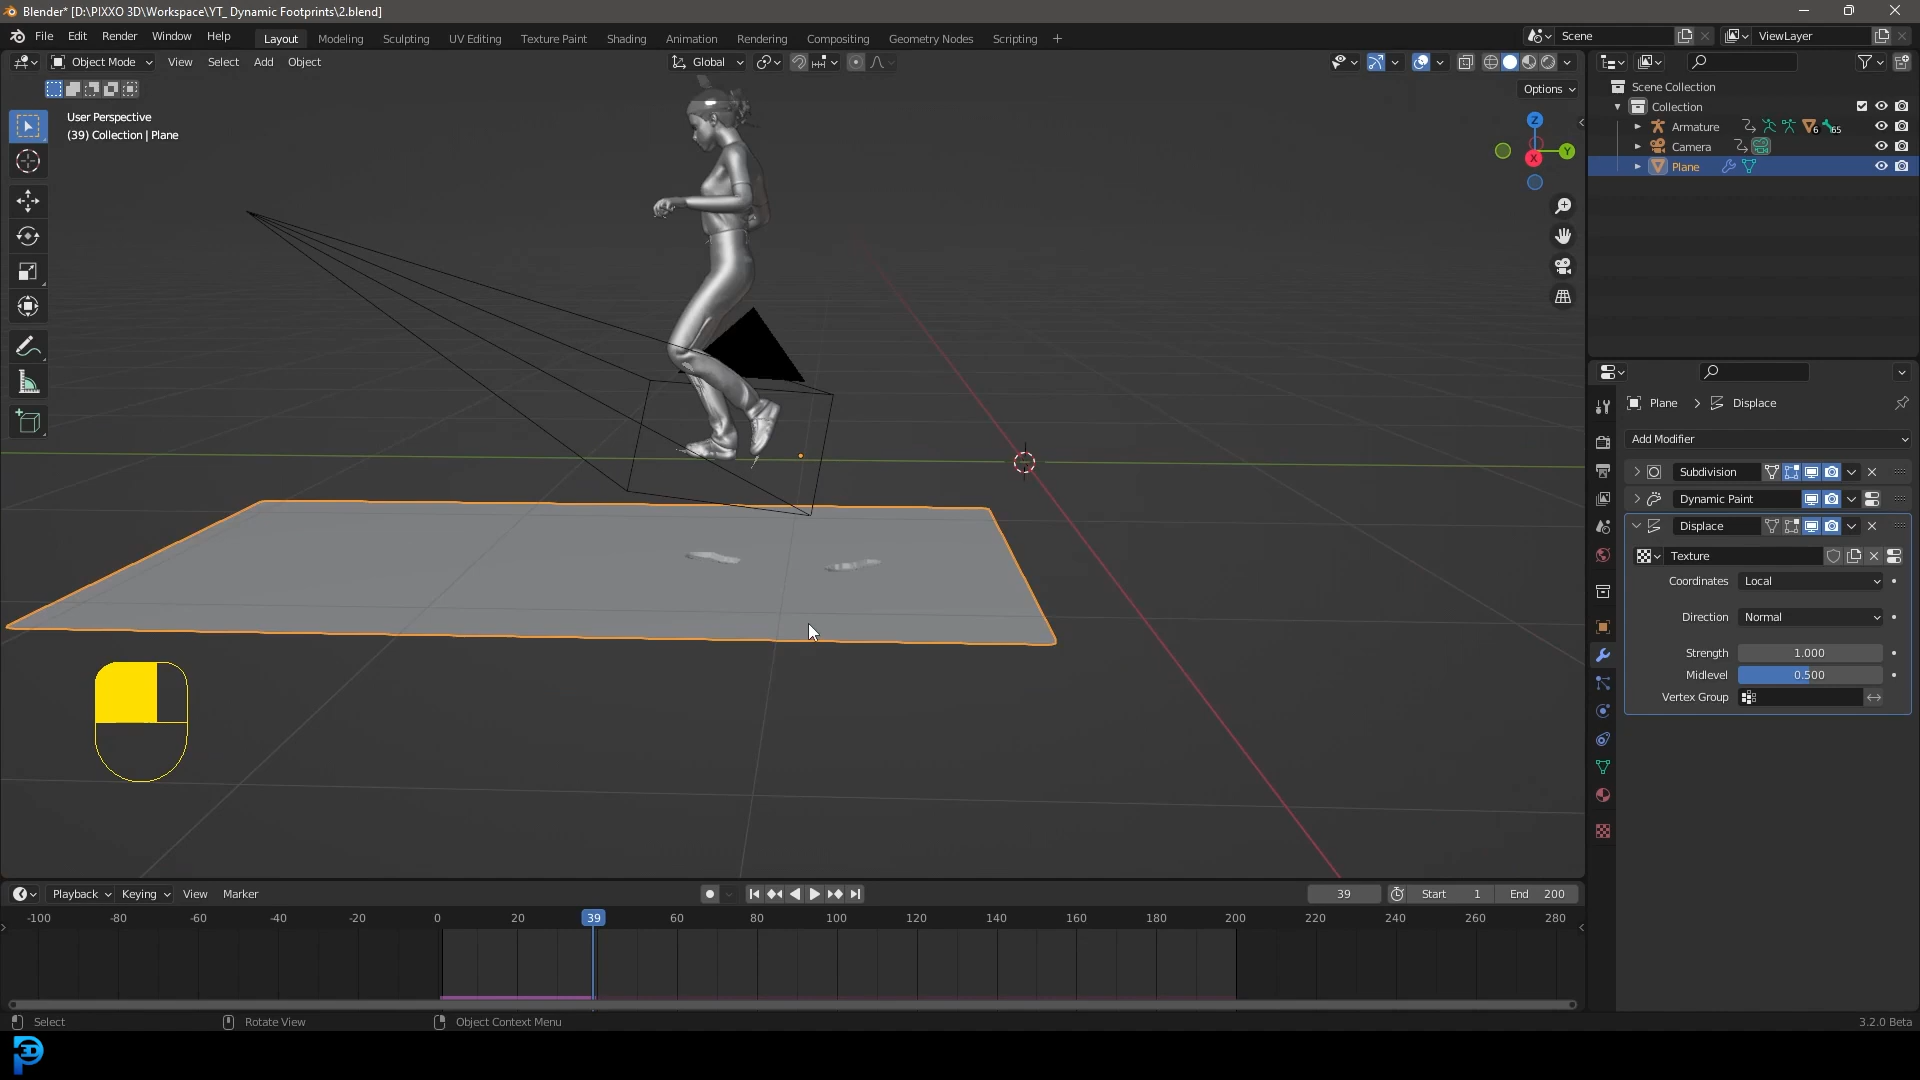 Blender* [D:\PIXXO 3D\Workspace\YT_ Dynamic Footprints\2.blend]
File Edit Render Window Help Layout Modeling Sculpting UV Editing Texture Paint Shading Animation Rendering Compositing Geometry Nodes Scripting + Scene ViewLayer
Object Mode View Select Add Object Global
Options
User Perspective
(39) Collection | Plane
Z
Y
X
Scene Collection
Collection
Armature 6 65
Camera
Plane
Plane > Displace
Add Modifier
Subdivision
Dynamic Paint
Displace
Texture
Coordinates Local
Direction Normal
Strength 1.000
Midlevel 0.500
Vertex Group
Playback Keying View Marker 39 Start 1 End 200
-100 -80 -60 -40 -20 0 20 39 60 80 100 120 140 160 180 200 220 240 260 280
Select Rotate View Object Context Menu 3.2.0 Beta